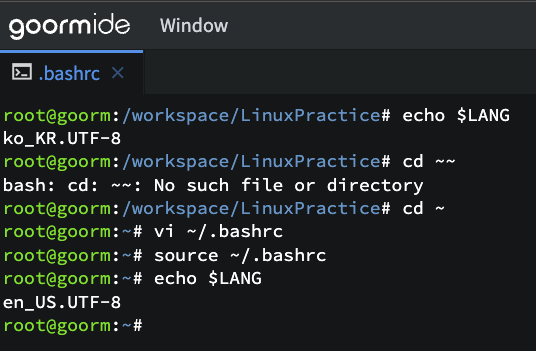 goormide Window
.bashrc
root@goorm:/workspace/LinuxPractice# echo $LANG
ko_KR.UTF-8
root@goorm:/workspace/LinuxPractice# cd ~~
bash: cd: ~~: No such file or directory
root@goorm:/workspace/LinuxPractice# cd ~
root@goorm:~# vi ~/.bashrc
root@goorm:~# source ~/.bashrc
root@goorm:~# echo $LANG
en_US.UTF-8
root@goorm:~#